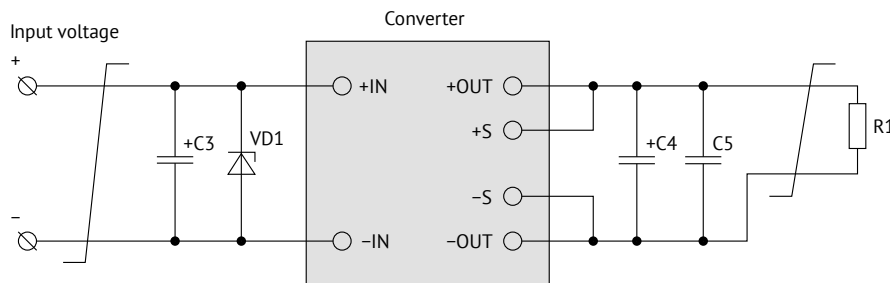 Converter
Input voltage
+
+IN
+OUT
+S
+C3
VD1
+C4
C5
R1
−S
−
−IN
−OUT